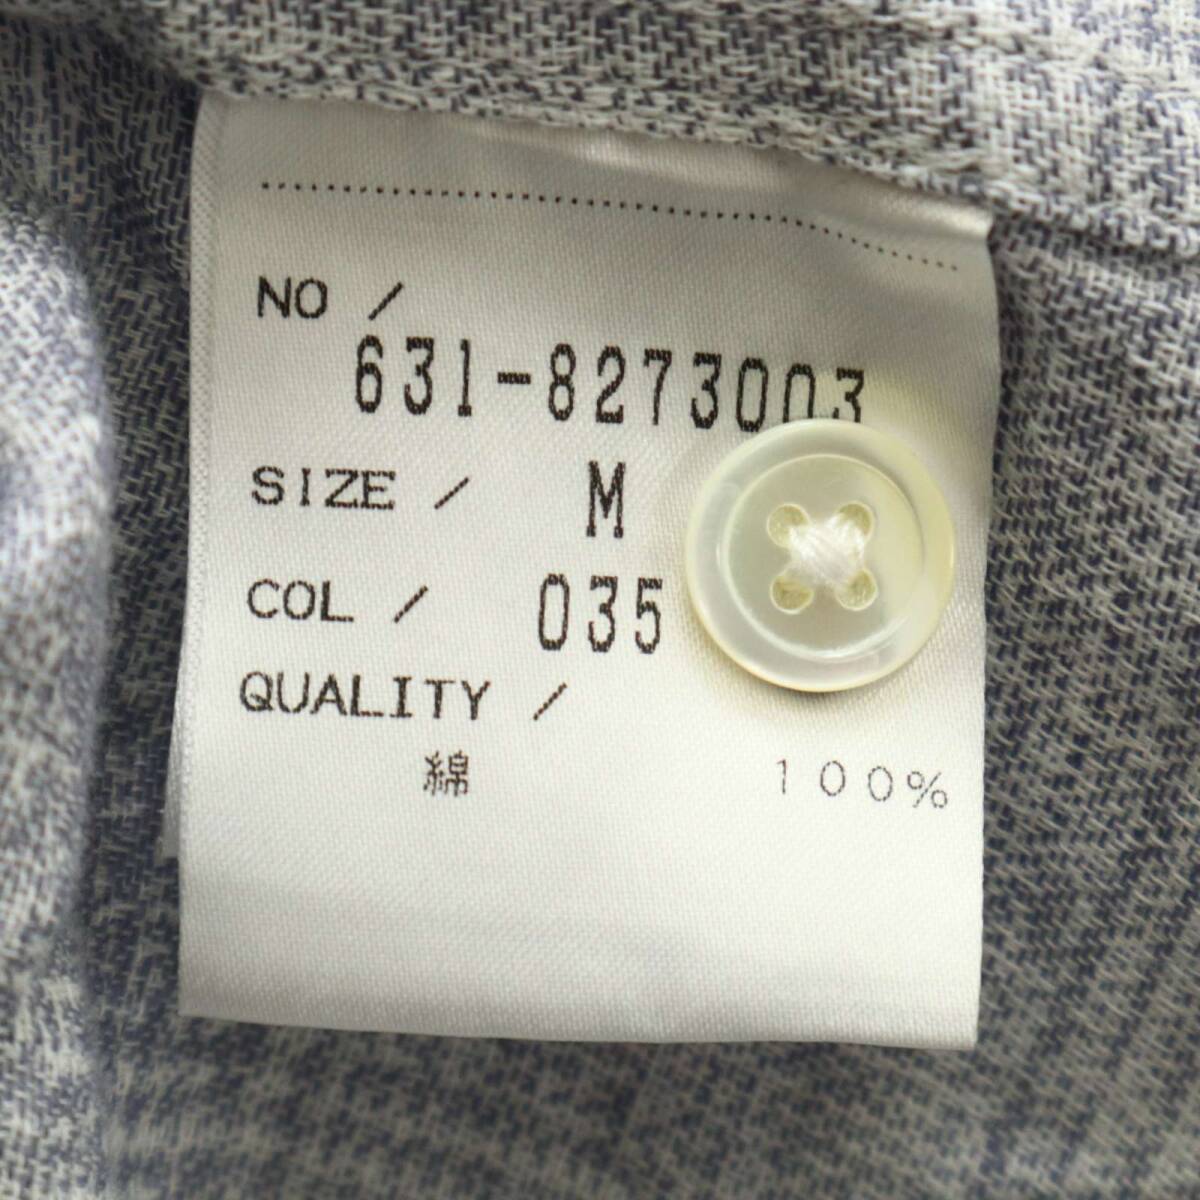 NO /
631-8273003
SIZE / M
COL / 035
QUALITY /
綿 100%